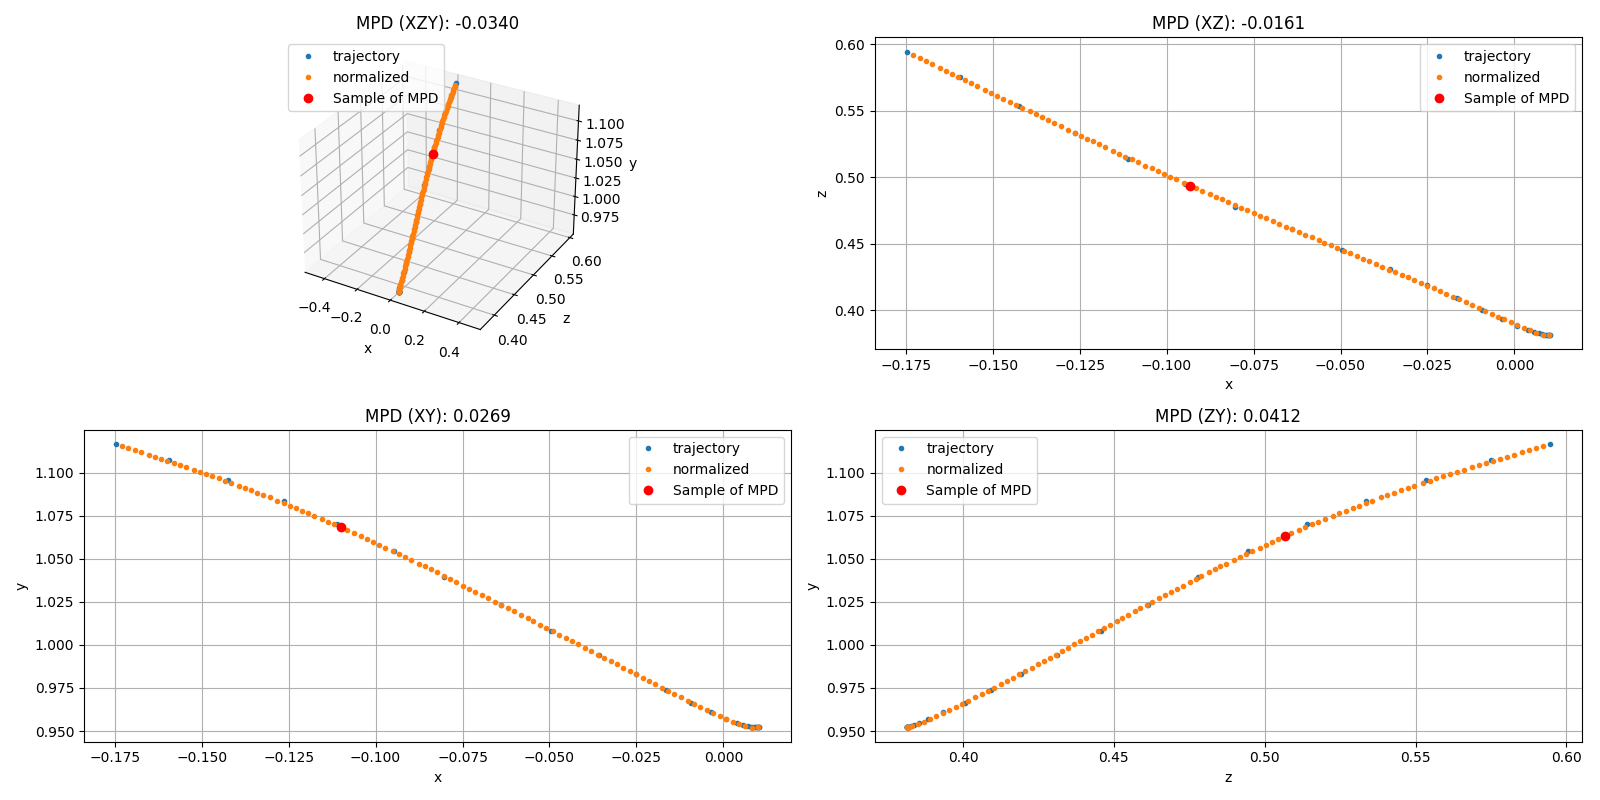 MPD (XZY): -0.0340
trajectory
normalized
Sample of MPD
1.100
1.075
1.050
1.025
1.000
0.975
y
0.60
0.55
0.50
0.45
0.40
z
−0.4
−0.2
0.0
0.2
0.4
x
MPD (XZ): -0.0161
trajectory
normalized
Sample of MPD
0.60
0.55
0.50
0.45
0.40
z
−0.175
−0.150
−0.125
−0.100
−0.075
−0.050
−0.025
0.000
x
MPD (XY): 0.0269
trajectory
normalized
Sample of MPD
1.100
1.075
1.050
1.025
1.000
0.975
0.950
y
−0.175
−0.150
−0.125
−0.100
−0.075
−0.050
−0.025
0.000
x
MPD (ZY): 0.0412
trajectory
normalized
Sample of MPD
1.100
1.075
1.050
1.025
1.000
0.975
0.950
y
0.40
0.45
0.50
0.55
0.60
z